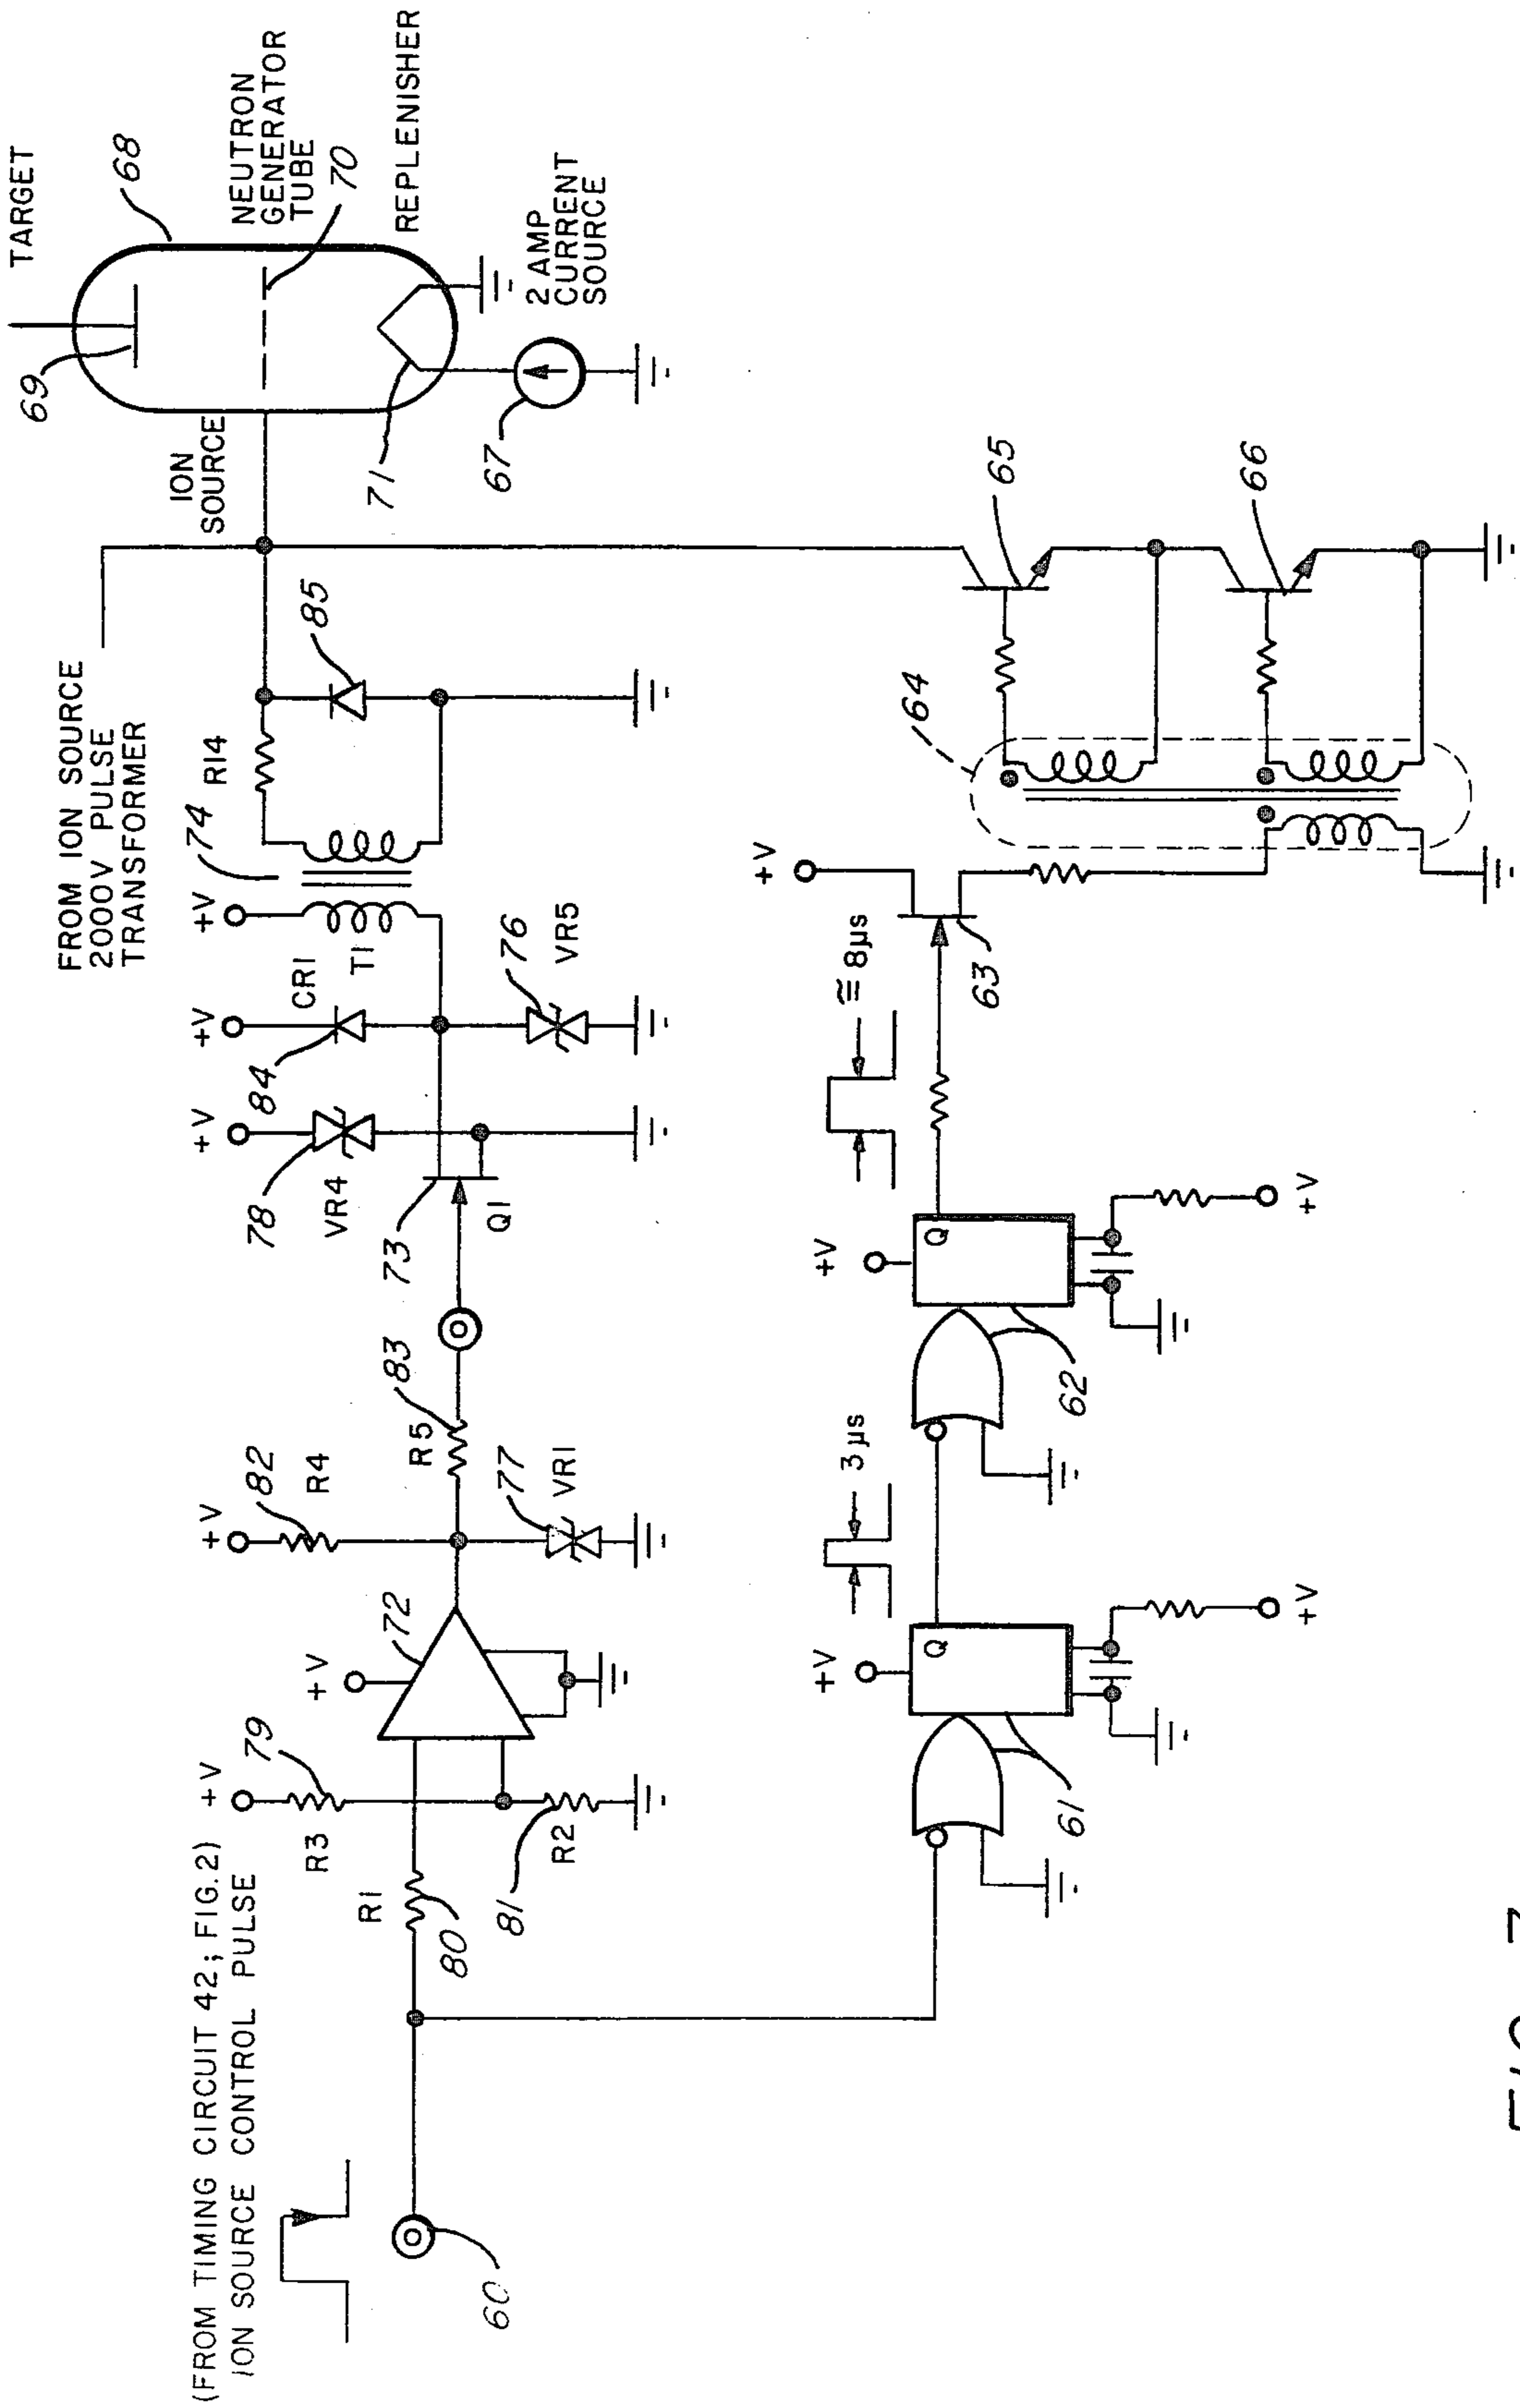 (FROM TIMING CIRCUIT 42; FIG. 2)
ION SOURCE CONTROL PULSE
60
R1
80
R3
79
+V
81
R2
+V
72
+V
82
R4
R5
83
77
VR1
73
Q1
78
VR4
+V
84
+V
CR1
76
VR5
+V
T1
74
R14
85
FROM ION SOURCE
2000V PULSE
TRANSFORMER
ION
SOURCE
TARGET
69
68
NEUTRON
GENERATOR
TUBE
70
REPLENISHER
71
67
2 AMP
CURRENT
SOURCE
61
+V
Q
+V
3 µs
62
+V
Q
+V
≅ 8µs
63
+V
64
65
66